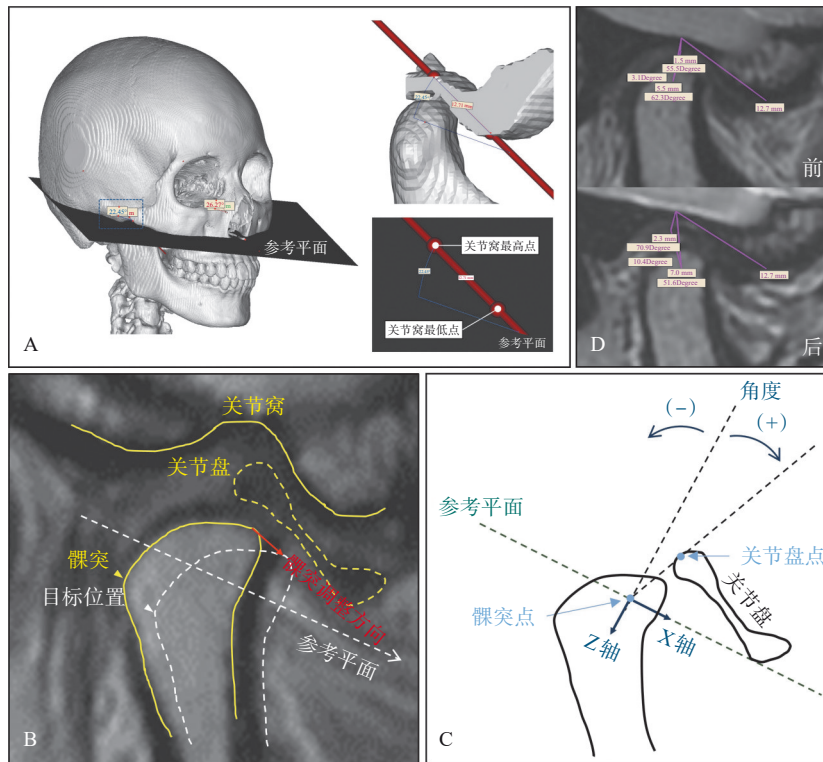 22.45°
m
26.27° m
参考平面
A
22.45°
关节窝最高点
关节窝最低点
参考平面
1.5 mm
55.5Degree
3.1Degree
5.5 mm
62.3Degree
12.7 mm
前
2.3 mm
70.9Degree
10.4Degree
7.0 mm
51.6Degree
12.7 mm
D
后
关节窝
关节盘
髁突
目标位置
髁突调整方向
参考平面
B
角度
(-)
(+)
参考平面
关节盘点
髁突点
关节盘
Z轴
X轴
C